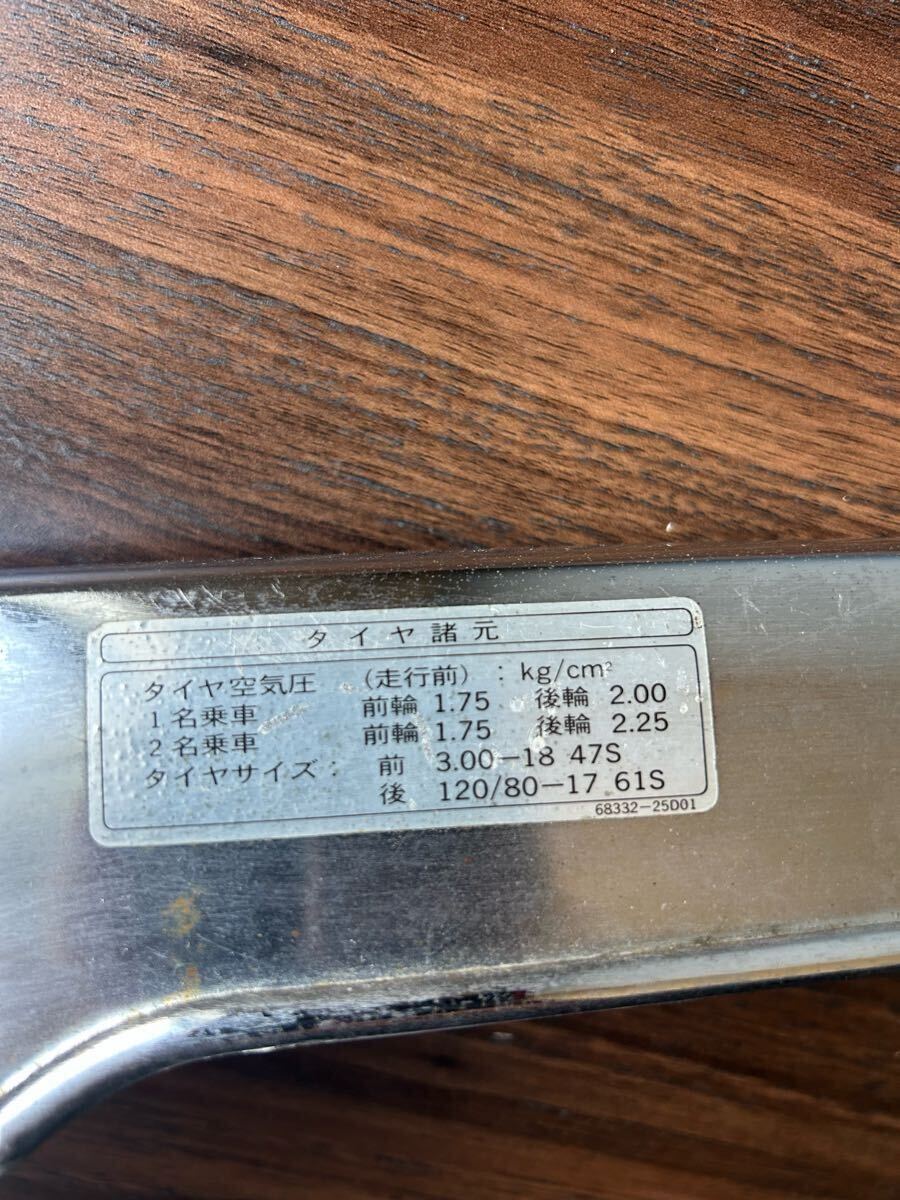 タイヤ諸元
タイヤ空気圧 (走行前) : kg/cm²
1名乗車 前輪 1.75 後輪 2.00
2名乗車 前輪 1.75 後輪 2.25
タイヤサイズ: 前 3.00-18 47S
後 120/80-17 61S
68332-25D01